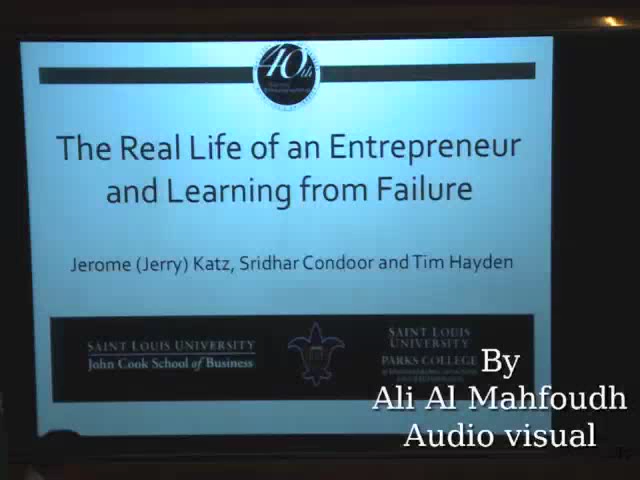 40th
The Real Life of an Entrepreneur
and Learning from Failure
Jerome (Jerry) Katz, Sridhar Condoor and Tim Hayden
SAINT LOUIS UNIVERSITY
John Cook School of Business
SAINT LOUIS
UNIVERSITY
PARKS COLLEGE
By
Ali Al Mahfoudh
Audio visual